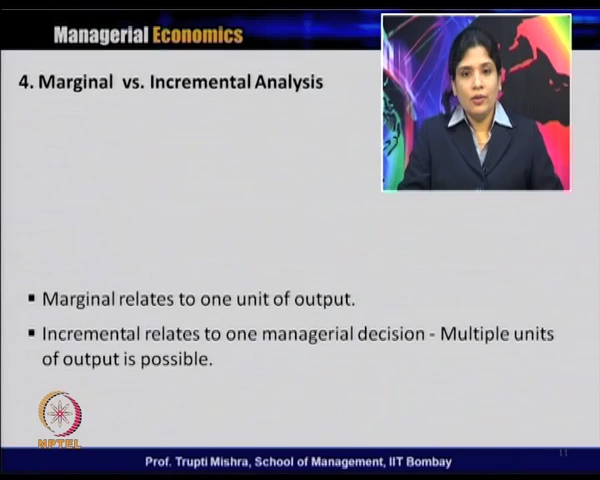 Managerial Economics
4. Marginal vs. Incremental Analysis
▪ Marginal relates to one unit of output.
▪ Incremental relates to one managerial decision - Multiple units
of output is possible.
NPTEL
11
Prof. Trupti Mishra, School of Management, IIT Bombay